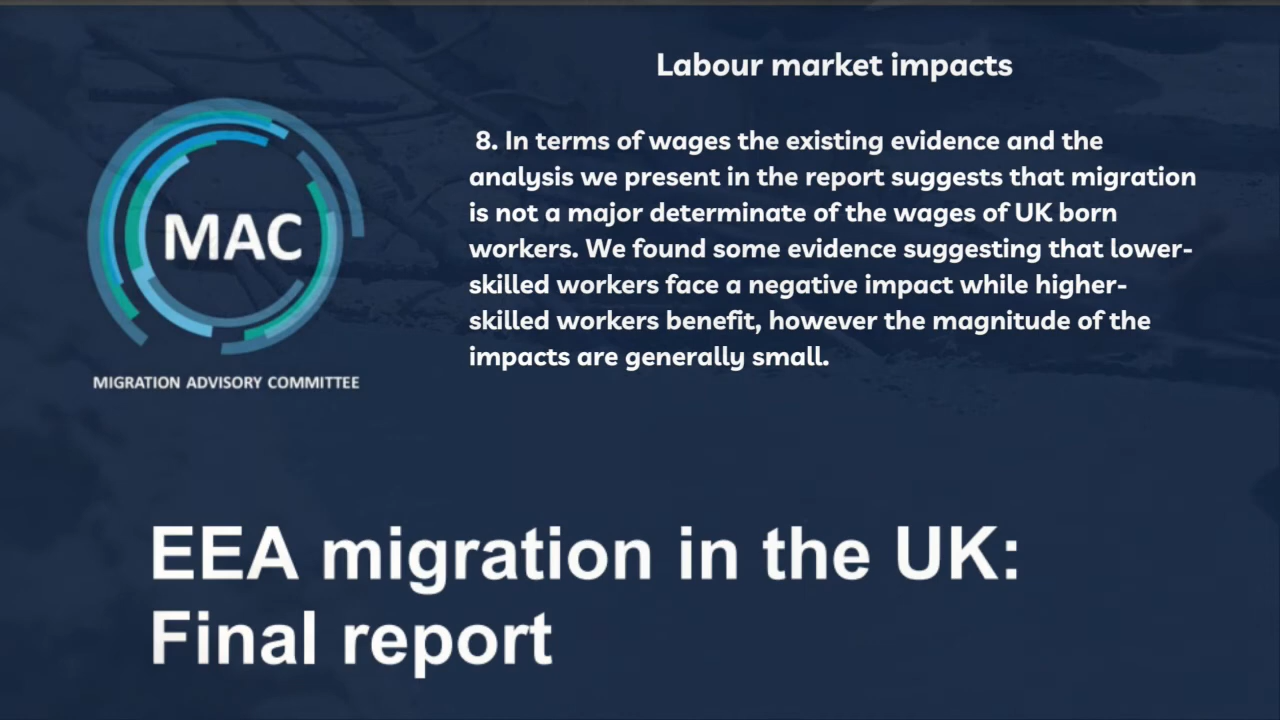 Labour market impacts
8. In terms of wages the existing evidence and the
analysis we present in the report suggests that migration
is not a major determinate of the wages of UK born
workers. We found some evidence suggesting that lower-
skilled workers face a negative impact while higher-
skilled workers benefit, however the magnitude of the
impacts are generally small.
MAC
MIGRATION ADVISORY COMMITTEE
EEA migration in the UK:
Final report